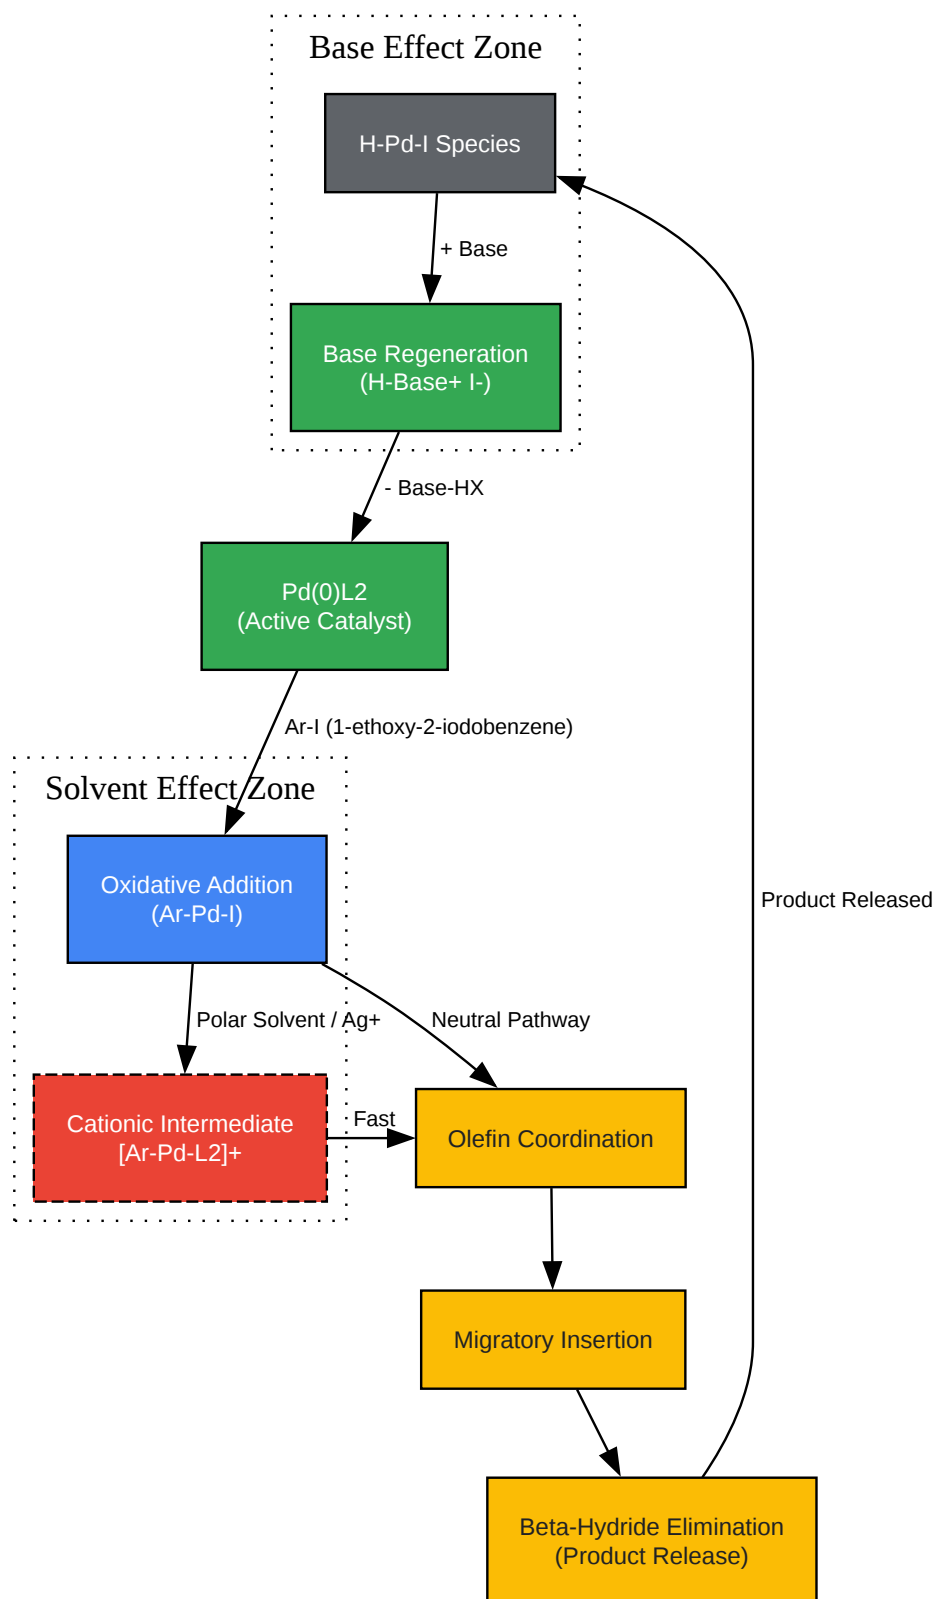 Base Effect Zone
H-Pd-I Species
+ Base
Base Regeneration
(H-Base+ I-)
- Base-HX
Pd(0)L2
(Active Catalyst)
Ar-I (1-ethoxy-2-iodobenzene)
Solvent Effect Zone
Oxidative Addition
(Ar-Pd-I)
Product Released
Polar Solvent / Ag+
Neutral Pathway
Cationic Intermediate
[Ar-Pd-L2]+
Fast
Olefin Coordination
Migratory Insertion
Beta-Hydride Elimination
(Product Release)